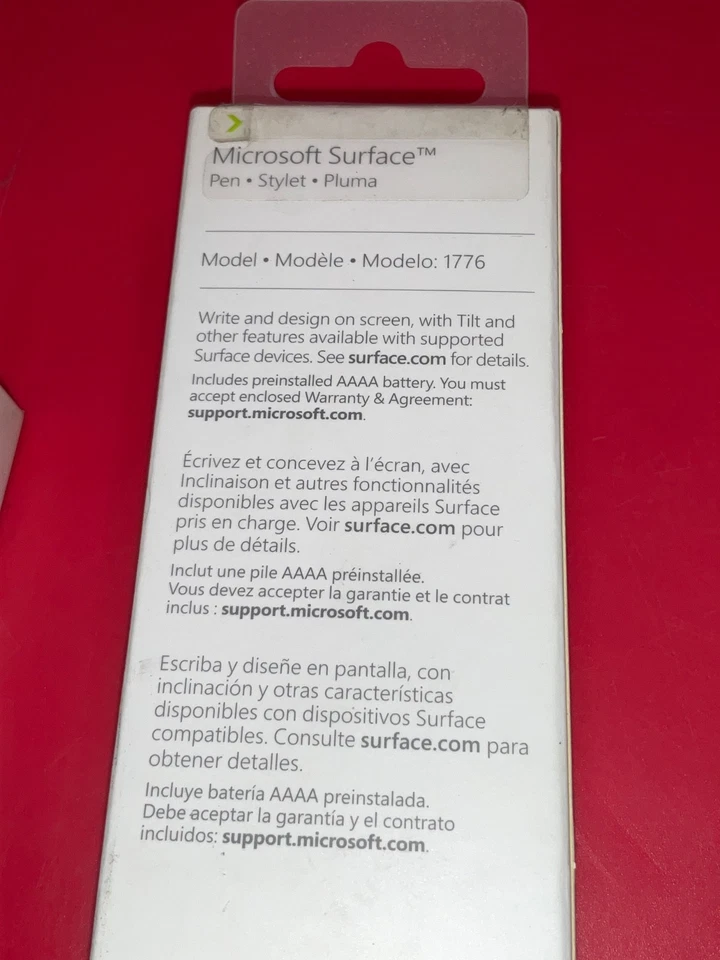 Microsoft Surface™
Pen • Stylet • Pluma
Model • Modèle • Modelo: 1776
Write and design on screen, with Tilt and
other features available with supported
Surface devices. See surface.com for details.
Includes preinstalled AAAA battery. You must
accept enclosed Warranty & Agreement:
support.microsoft.com.
Écrivez et concevez à l’écran, avec
Inclinaison et autres fonctionnalités
disponibles avec les appareils Surface
pris en charge. Voir surface.com pour
plus de détails.
Inclut une pile AAAA préinstallée.
Vous devez accepter la garantie et le contrat
inclus : support.microsoft.com.
Escriba y diseñe en pantalla, con
inclinación y otras características
disponibles con dispositivos Surface
compatibles. Consulte surface.com para
obtener detalles.
Incluye batería AAAA preinstalada.
Debe aceptar la garantía y el contrato
incluidos: support.microsoft.com.